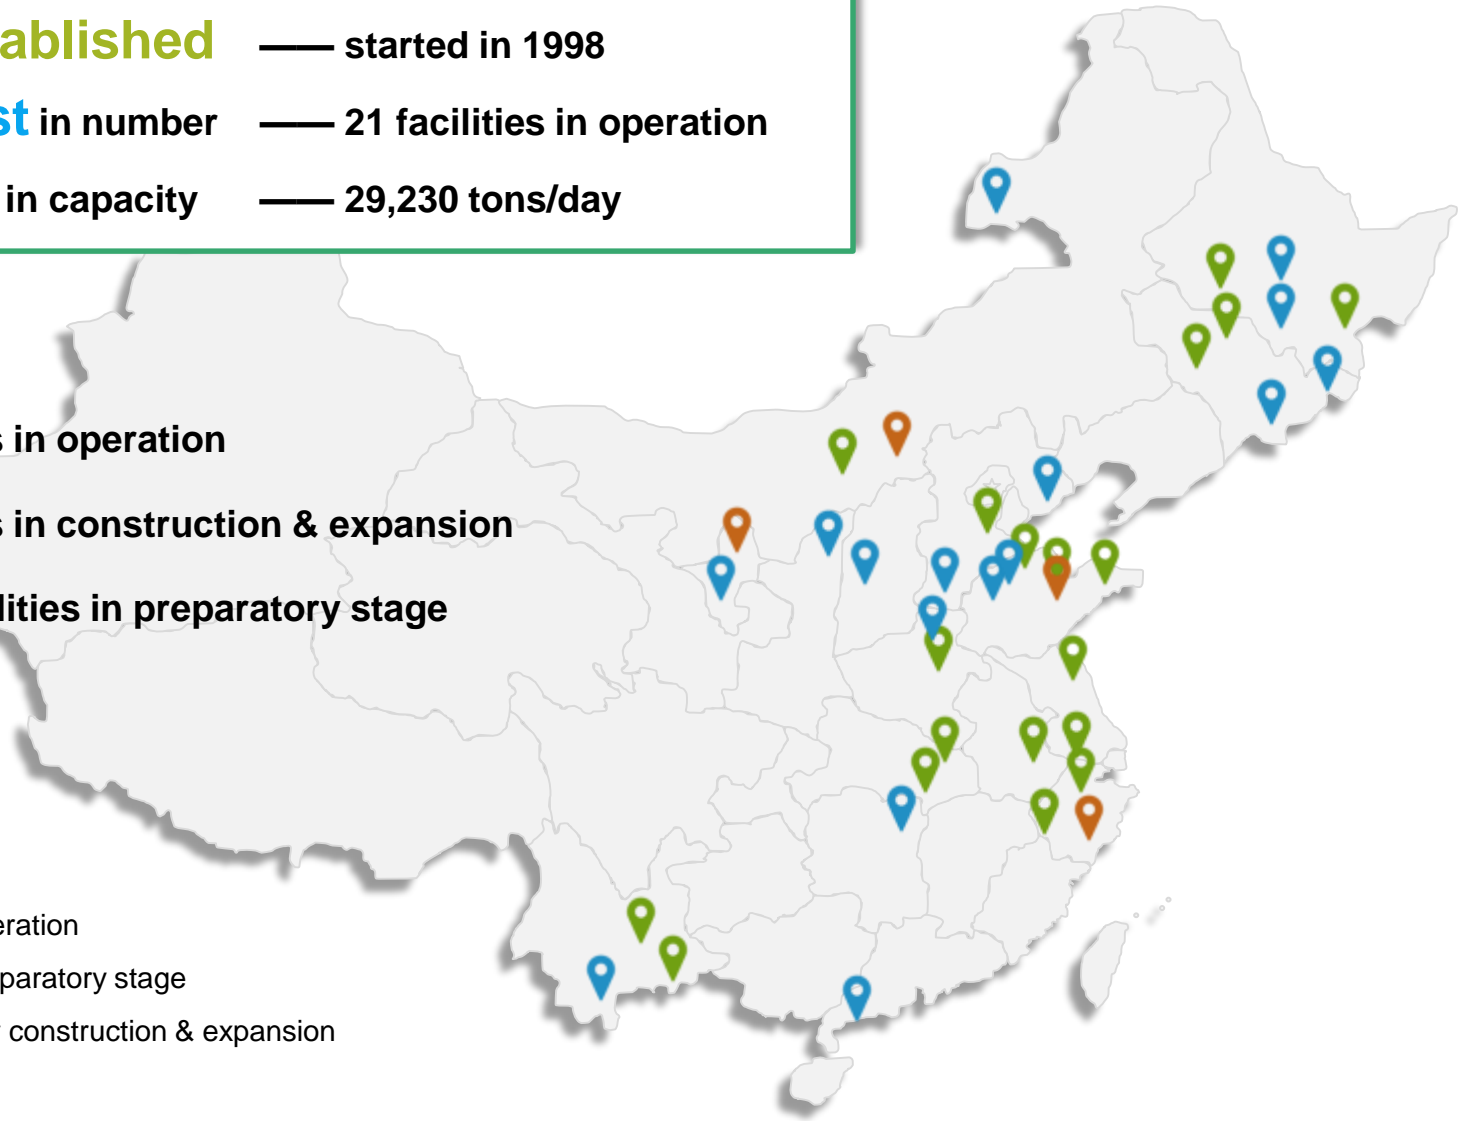 ablished —— started in 1998
st in number —— 21 facilities in operation
in capacity —— 29,230 tons/day
s in operation
s in construction & expansion
lities in preparatory stage
eration
paratory stage
construction & expansion